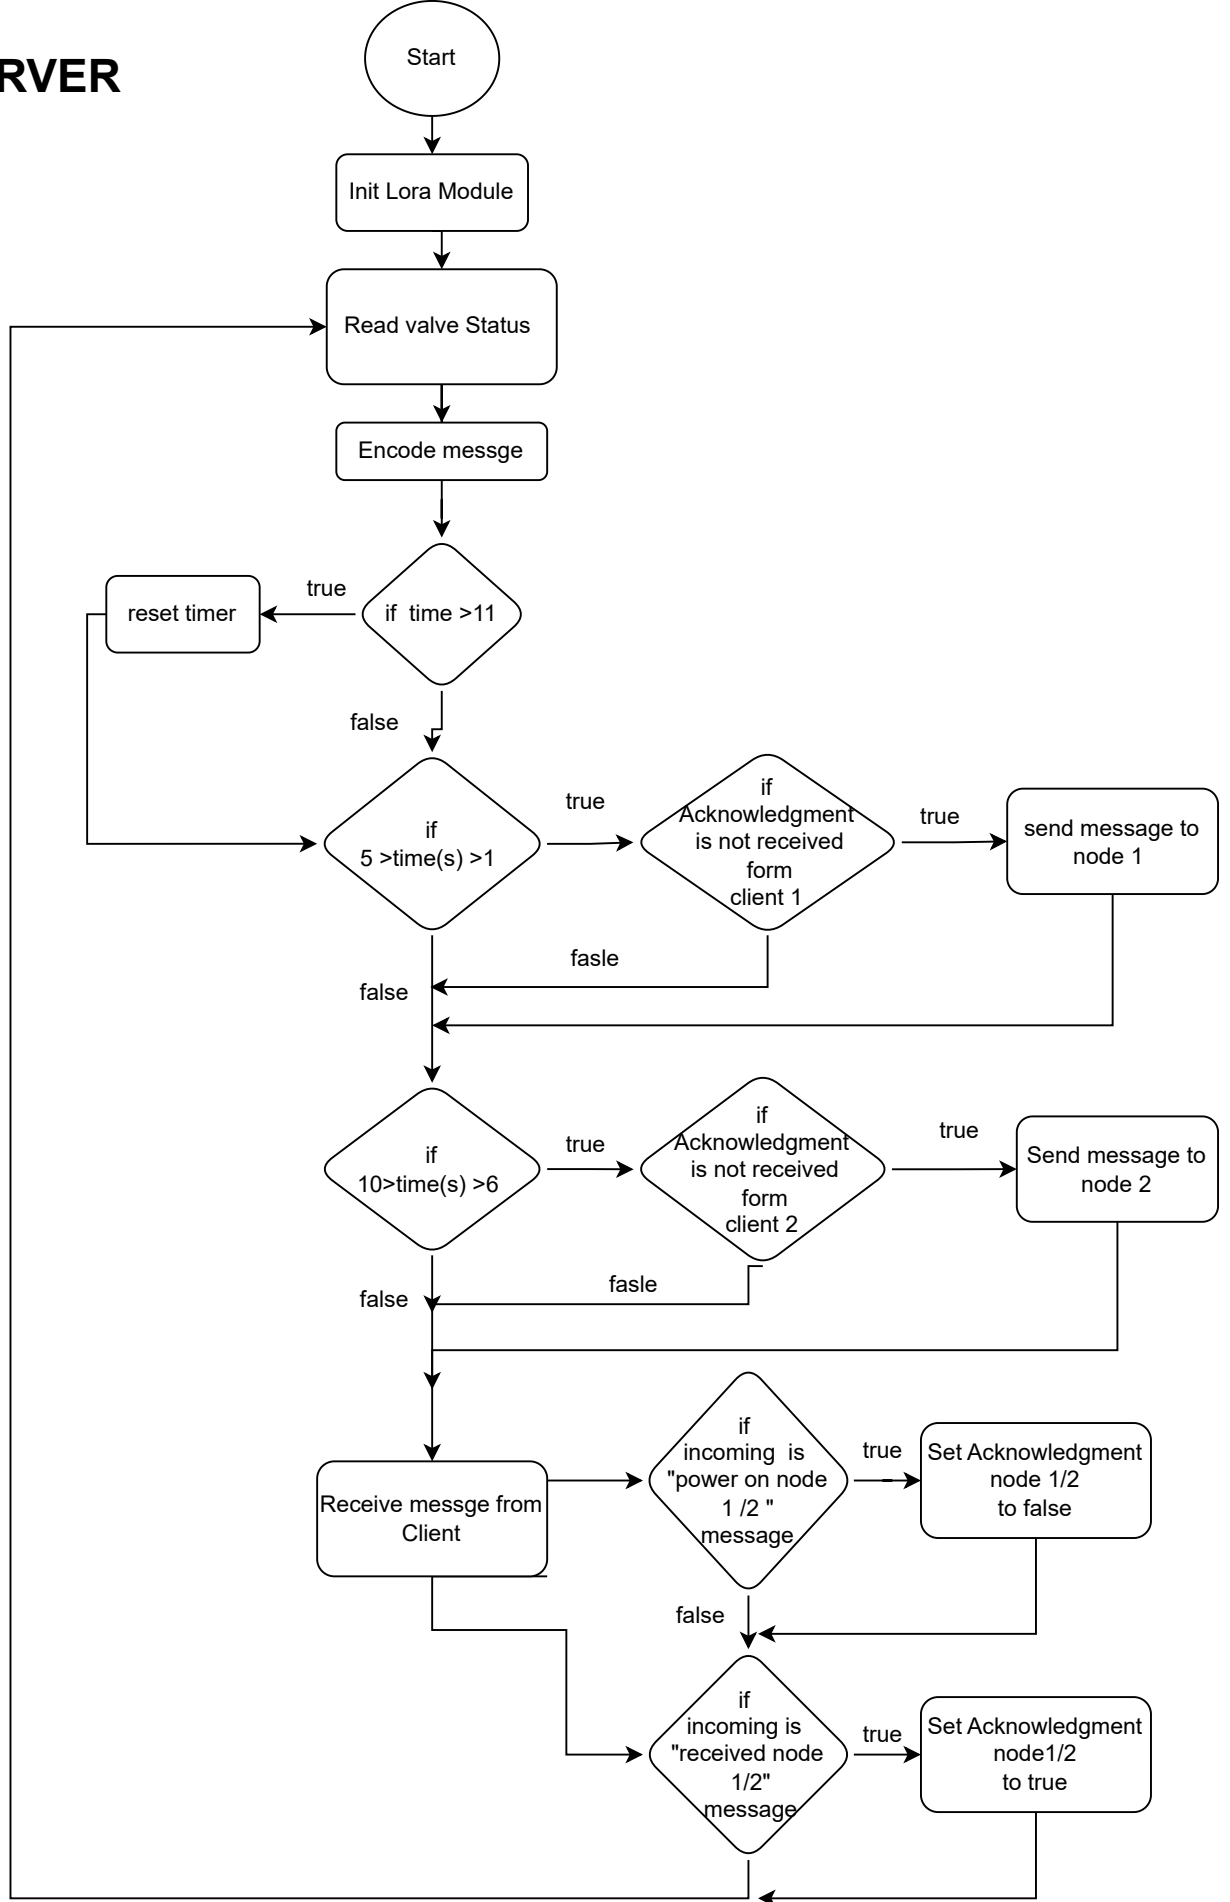 RVER
Start
Init Lora Module
Read valve Status
Encode messge
true
reset timer
if time >11
false
if
5 >time(s) >1
true
if
Acknowledgment
is not received
form
client 1
true
send message to
node 1
fasle
false
if
10>time(s) >6
true
if
Acknowledgment
is not received
form
client 2
true
Send message to
node 2
fasle
false
Receive messge from
Client
if
incoming is
"power on node
1 /2 "
message
true
Set Acknowledgment
node 1/2
to false
false
if
incoming is
"received node
1/2"
message
true
Set Acknowledgment
node1/2
to true